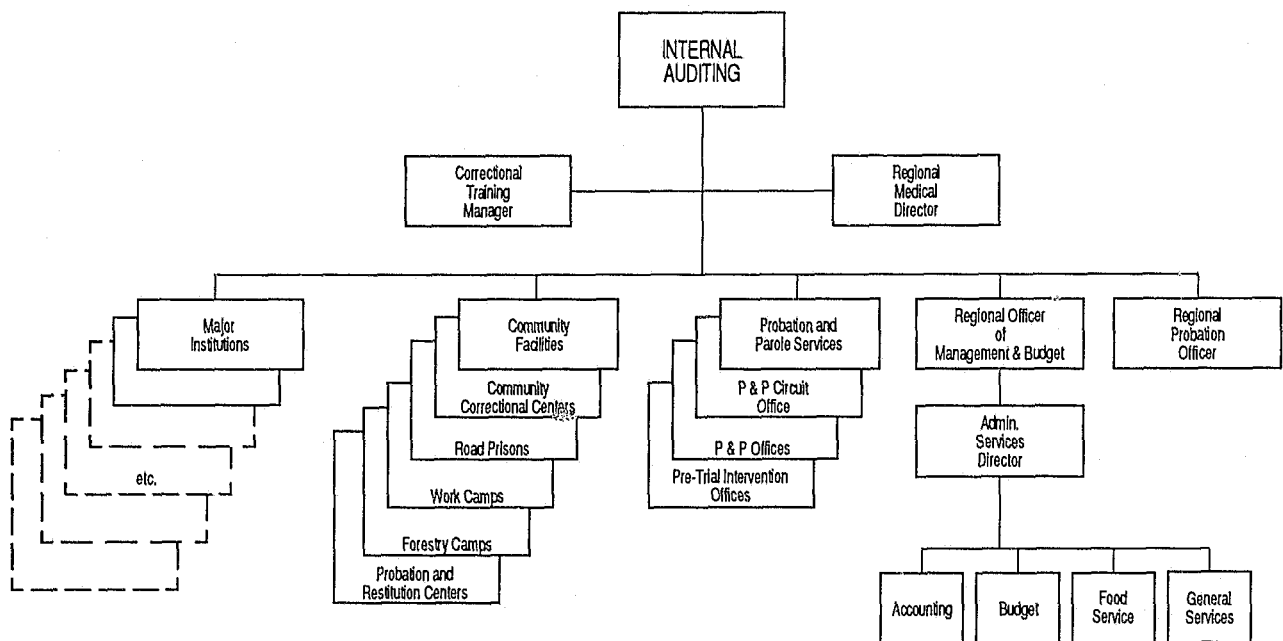 INTERNAL
AUDITING
Correctional
Training
Manager
Regional
Medical
Director
Major
Institutions
etc.
Community
Facilities
Community
Correctional Centers
Road Prisons
Work Camps
Forestry Camps
Probation and
Restitution Centers
Probation and
Parole Services
P & P Circuit
Office
P & P Offices
Pre-Trial Intervention
Offices
Regional Officer
of
Management & Budget
Regional
Probation
Officer
Admin.
Services
Director
Accounting
Budget
Food
Service
General
Services